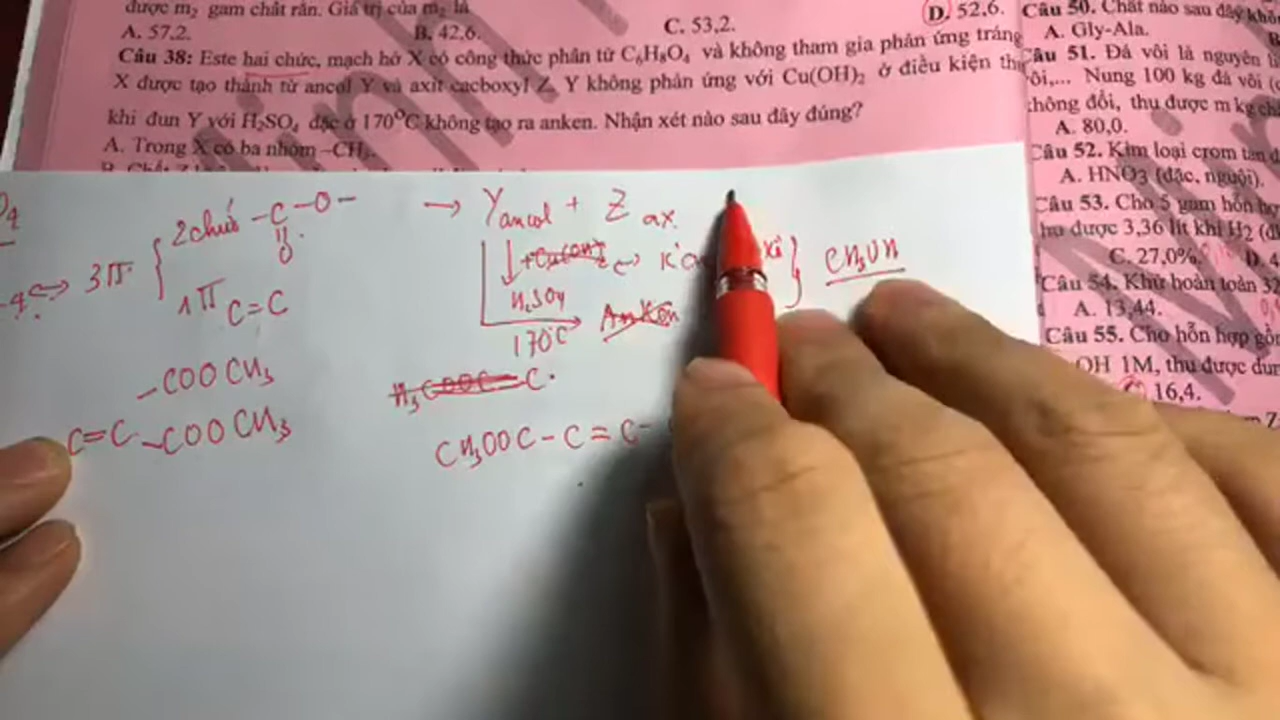 được m₂ gam chất rắn. Giá trị của m₂ là
A. 57,2. B. 42,6. C. 53,2. D. 52,6.
Câu 38: Este hai chức, mạch hở X có công thức phân tử C₆H₈O₄ và không tham gia phản ứng tráng
X được tạo thành từ ancol Y và axit cacboxyl Z. Y không phản ứng với Cu(OH)₂ ở điều kiện
khi đun Y với H₂SO₄ đặc ở 170⁰C không tạo ra anken. Nhận xét nào sau đây đúng?
A. Trong X có ba nhóm –CH₃.
Câu 50. Chất nào sau đây
A. Gly-Ala.
Câu 51. Đá vôi là nguyên
Nung 100 kg đá vôi
không đổi, thu được m kg
A. 80,0.
Câu 52. Kim loại crom tan
A. HNO₃ (đặc, nguội).
Câu 53. Cho 5 gam hỗn
được 3,36 lít khí H₂
C. 27,0%.
Câu 54. Khử hoàn toàn
A. 13,44.
Câu 55. Cho hỗn hợp
OH 1M, thu được
16,4.
3π
2 chức -C-O-
O
1π C=C
→ Y ancol + Z ax.
+Cu(OH)₂
H₂SO₄
170°C
Anken
CH₃OH
-COOCH₃
C=C-COOCH₃
H₃COOC-C
CH₃OOC-C=C-